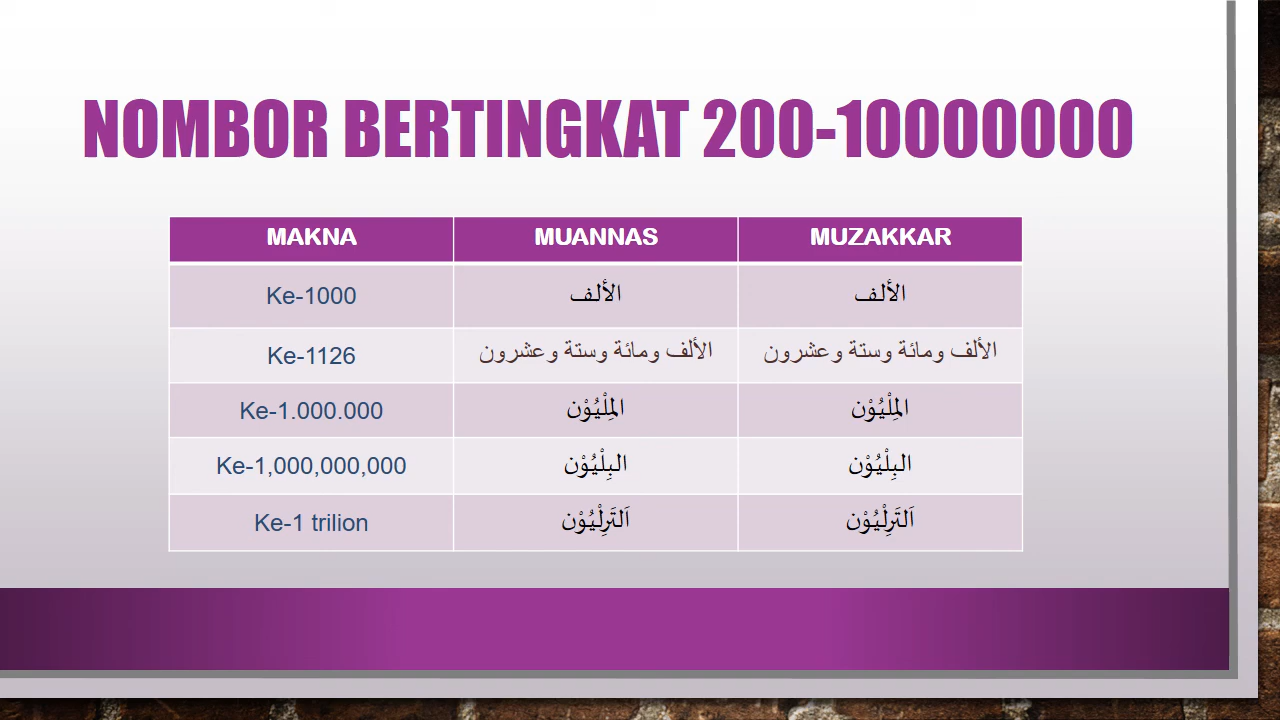 NOMBOR BERTINGKAT 200-10000000
MAKNA MUANNAS MUZAKKAR
Ke-1000 الألف الألف
Ke-1126 الألف ومائة وستة وعشرون الألف ومائة وستة وعشرون
Ke-1.000.000 المِلْيُوْن المِلْيُوْن
Ke-1,000,000,000 البِلْيُوْن البِلْيُوْن
Ke-1 trilion اَلتَرِلْيُوْن اَلتَرِلْيُوْن